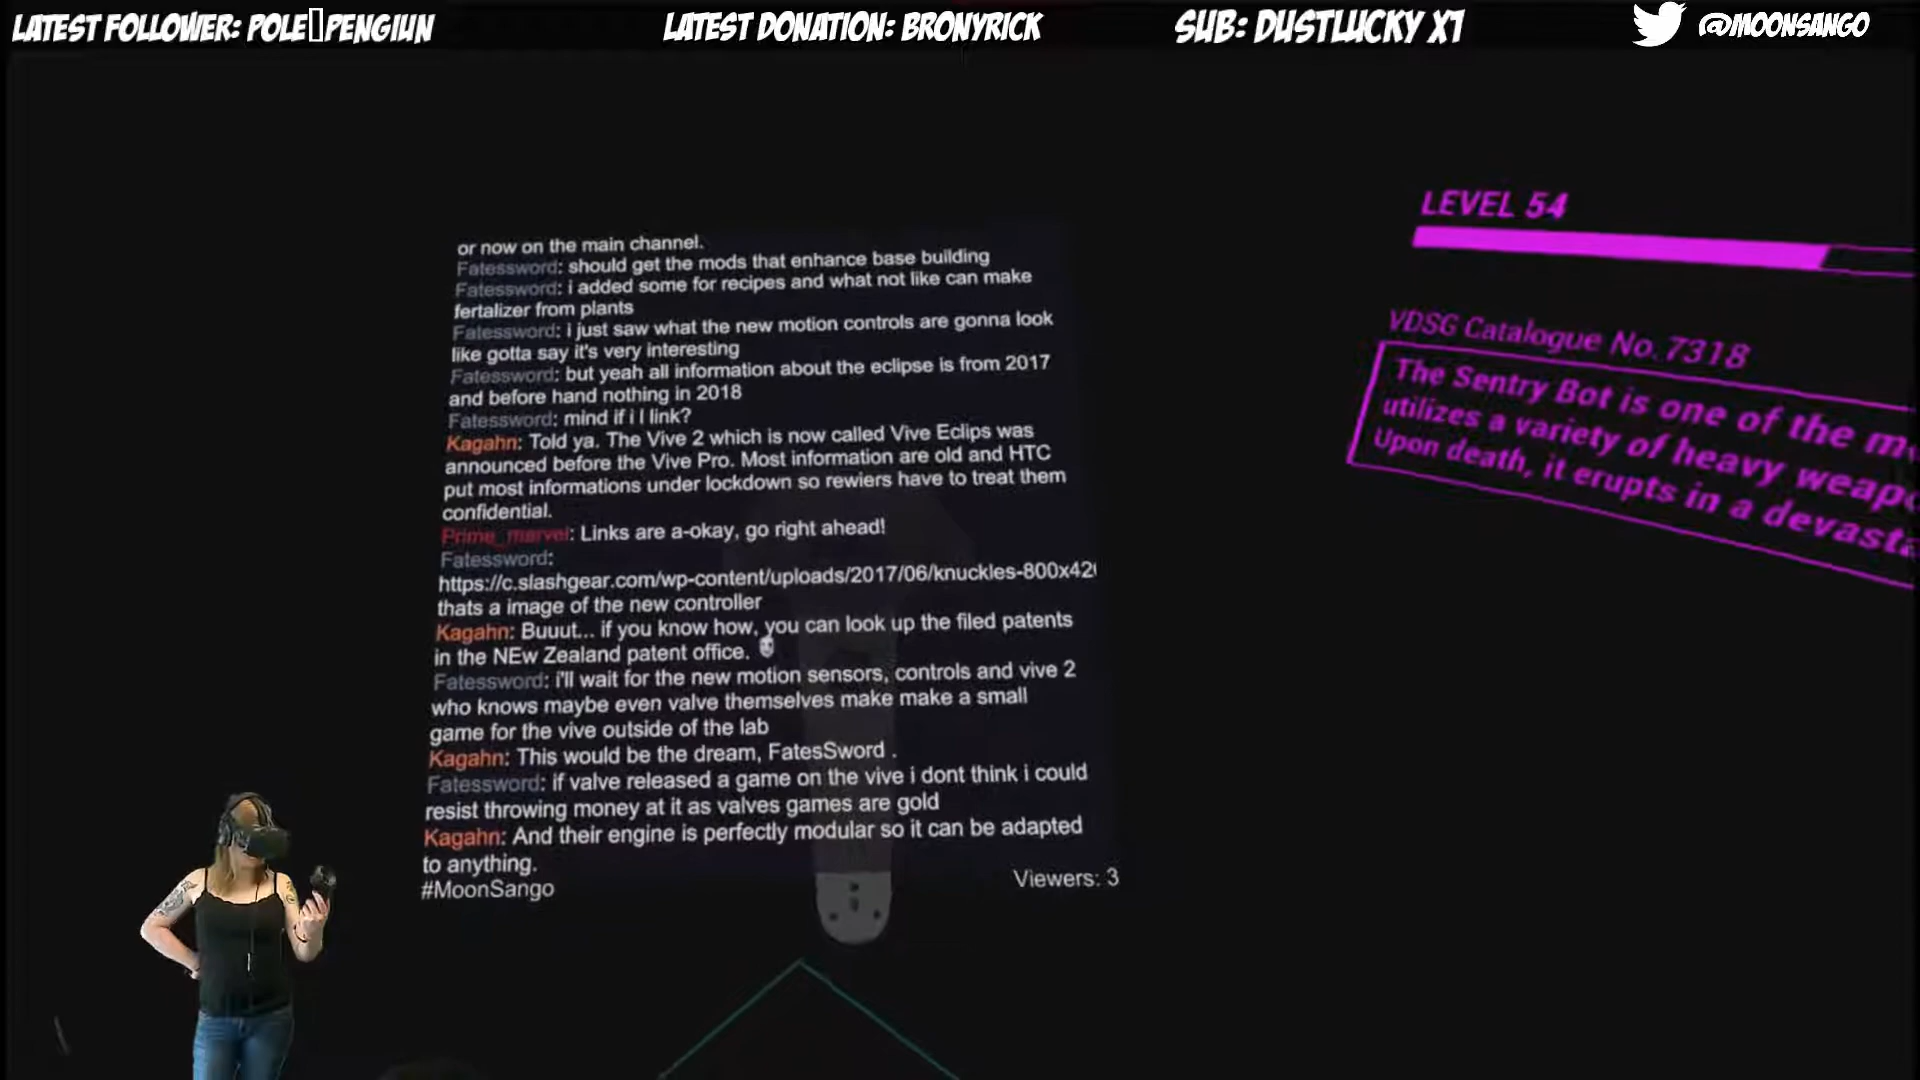 LATEST FOLLOWER: POLE▯PENGIUN
LATEST DONATION: BRONYRICK
SUB: DUSTLUCKY X1
@MOONSANGO
or now on the main channel.
Fatessword: should get the mods that enhance base building
Fatessword: i added some for recipes and what not like can make
fertalizer from plants
Fatessword: i just saw what the new motion controls are gonna look
like gotta say it's very interesting
Fatessword: but yeah all information about the eclipse is from 2017
and before hand nothing in 2018
Fatessword: mind if i l link?
Kagahn: Told ya. The Vive 2 which is now called Vive Eclips was
announced before the Vive Pro. Most information are old and HTC
put most informations under lockdown so rewiers have to treat them
confidential.
Prime_marvel: Links are a-okay, go right ahead!
Fatessword:
https://c.slashgear.com/wp-content/uploads/2017/06/knuckles-800x42
thats a image of the new controller
Kagahn: Buuut... if you know how, you can look up the filed patents
in the NEw Zealand patent office.
Fatessword: i'll wait for the new motion sensors, controls and vive 2
who knows maybe even valve themselves make make a small
game for the vive outside of the lab
Kagahn: This would be the dream, FatesSword .
Fatessword: if valve released a game on the vive i dont think i could
resist throwing money at it as valves games are gold
Kagahn: And their engine is perfectly modular so it can be adapted
to anything.
#MoonSango
Viewers: 3
LEVEL 54
VDSG Catalogue No. 7318
The Sentry Bot is one of the
utilizes a variety of heavy
Upon death, it erupts in a